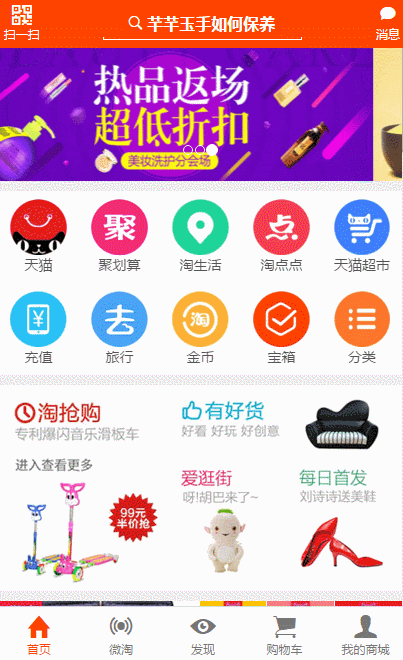 扫一扫
芊芊玉手如何保养
消息
热品返场
超低折扣
美妆洗护分会场
天猫
聚
聚划算
淘生活
点
淘点点
天猫超市
¥
充值
去
旅行
淘
金币
宝箱
分类
淘抢购
专利爆闪音乐滑板车
进入查看更多
99元
半价抢
有好货
好看 好玩 好创意
爱逛街
呀!胡巴来了~
每日首发
刘诗诗送美鞋
首页
微淘
发现
购物车
我的商城